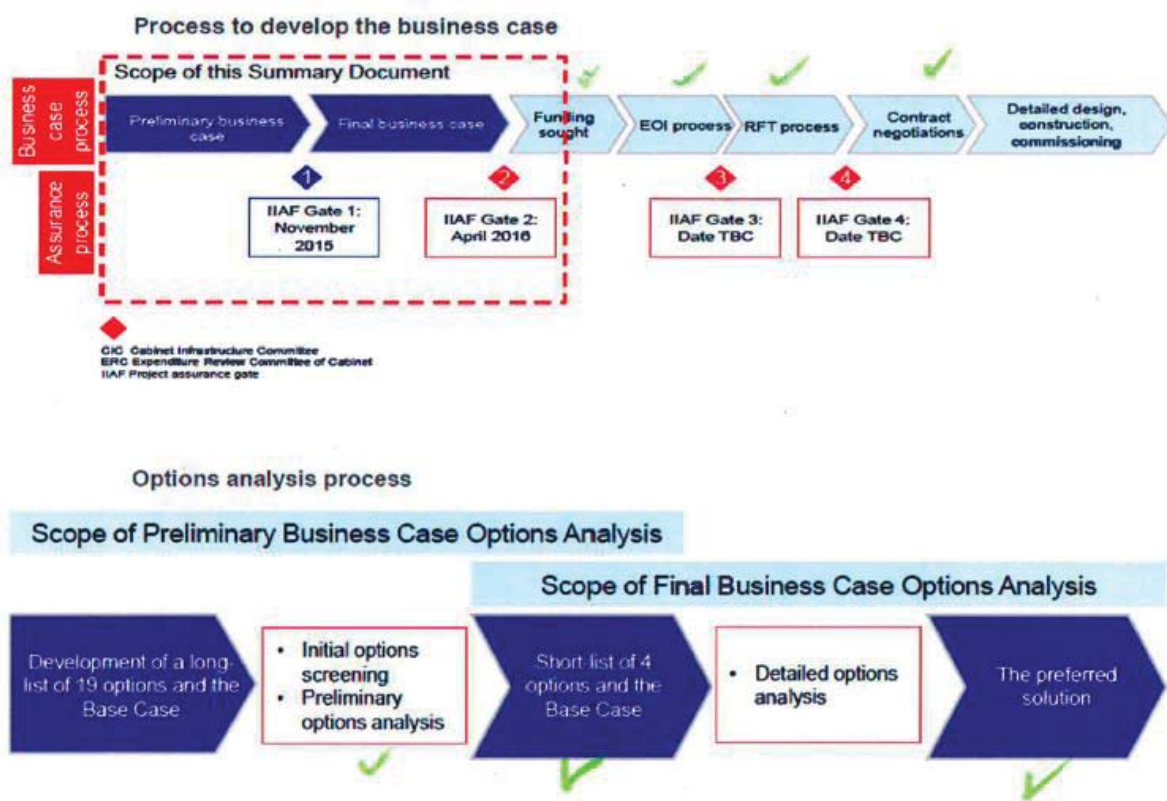 Process to develop the business case
Scope of this Summary Document
Business
case
process
Preliminary business
case
Final business case
Funding
sought
EOI process
RFT process
Contract
negotiations
Detailed design,
construction,
commissioning
Assurance
process
1
2
3
4
IIAF Gate 1:
November
2015
IIAF Gate 2:
April 2016
IIAF Gate 3:
Date TBC
IIAF Gate 4:
Date TBC
CIC Cabinet Infrastructure Committee
ERC Expenditure Review Committee of Cabinet
IIAF Project assurance gate
Options analysis process
Scope of Preliminary Business Case Options Analysis
Scope of Final Business Case Options Analysis
Development of a long-
list of 19 options and the
Base Case
• Initial options
screening
• Preliminary
options analysis
Short list of 4
options and the
Base Case
• Detailed options
analysis
The preferred
solution